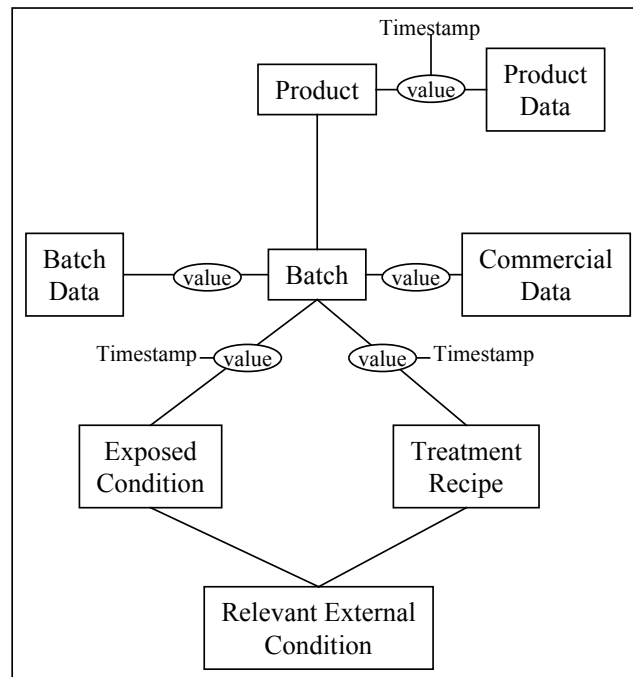 Timestamp
Product
value
Product
Data
Batch
Data
value
Batch
value
Commercial
Data
Timestamp
value
value
Timestamp
Exposed
Condition
Treatment
Recipe
Relevant External
Condition